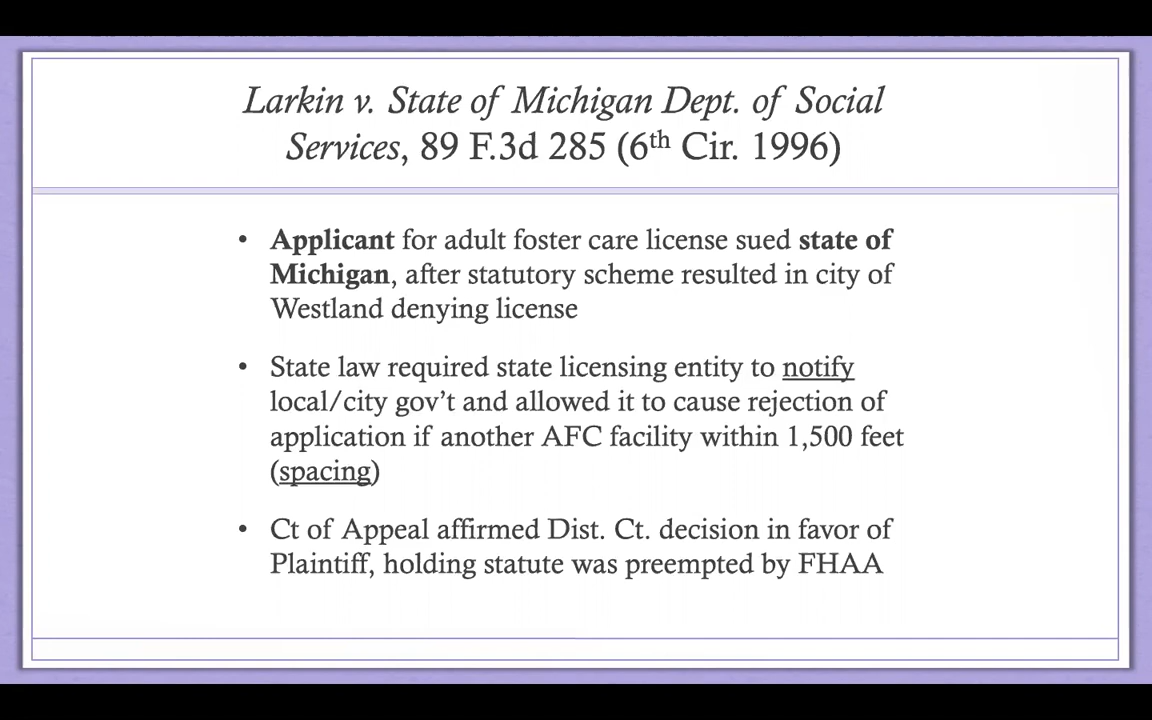 Larkin v. State of Michigan Dept. of Social
Services, 89 F.3d 285 (6th Cir. 1996)
• Applicant for adult foster care license sued state of
Michigan, after statutory scheme resulted in city of
Westland denying license
• State law required state licensing entity to notify
local/city gov't and allowed it to cause rejection of
application if another AFC facility within 1,500 feet
(spacing)
• Ct of Appeal affirmed Dist. Ct. decision in favor of
Plaintiff, holding statute was preempted by FHAA